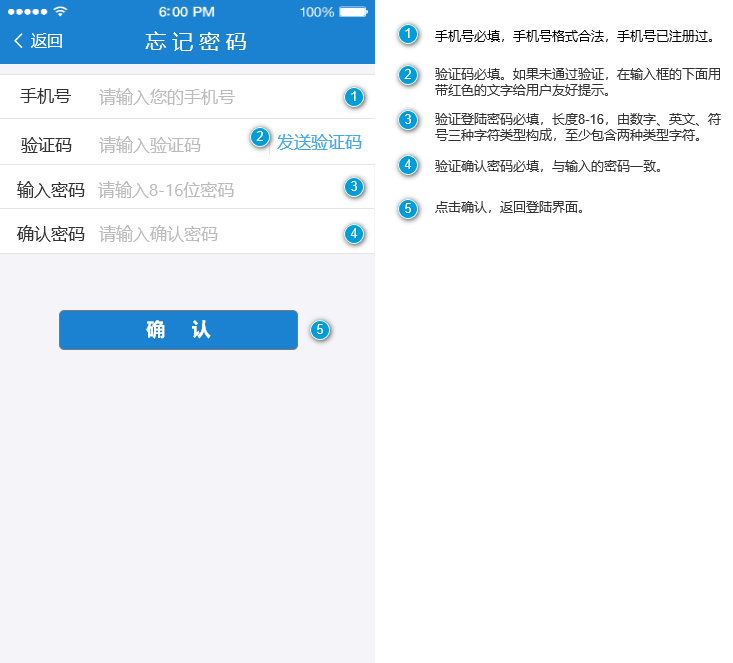 6:00 PM 100%
返回 忘记密码
手机号 请输入您的手机号 1
验证码 请输入验证码 2 发送验证码
输入密码 请输入8-16位密码 3
确认密码 请输入确认密码 4
确 认 5
1 手机号必填，手机号格式合法，手机号已注册过。
2 验证码必填。如果未通过验证，在输入框的下面用
带红色的文字给用户友好提示。
3 验证登陆密码必填，长度8-16，由数字、英文、符
号三种字符类型构成，至少包含两种类型字符。
4 验证确认密码必填，与输入的密码一致。
5 点击确认，返回登陆界面。